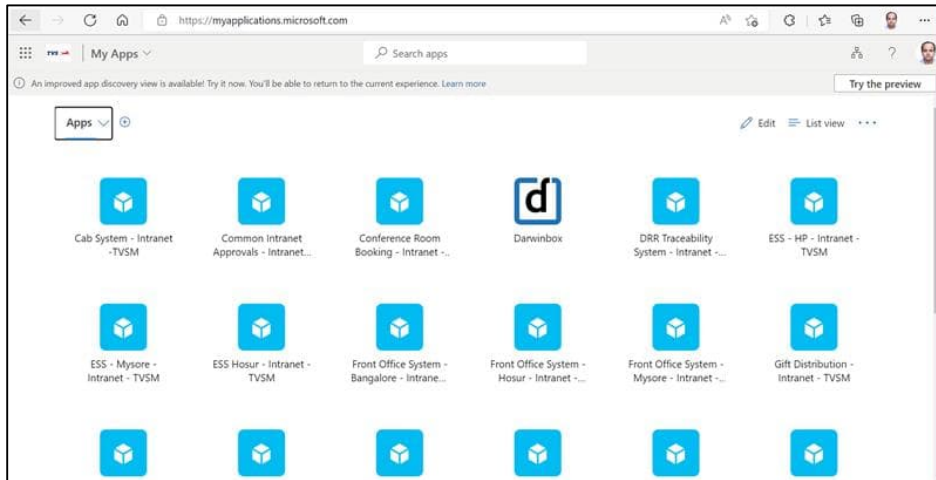 https://myapplications.microsoft.com
TVS
My Apps
Search apps
?
An improved app discovery view is available! Try it now. You'll be able to return to the current experience. Learn more
Try the preview
Apps
Edit
List view
Cab System - Intranet
-TVSM
Common Intranet
Approvals - Intranet...
Conference Room
Booking - Intranet -..
d
Darwinbox
DRR Traceability
System - Intranet -...
ESS - HP - Intranet -
TVSM
ESS - Mysore -
Intranet - TVSM
ESS Hosur - Intranet -
TVSM
Front Office System -
Bangalore - Intrane...
Front Office System -
Hosur - Intranet -...
Front Office System -
Mysore - Intranet -...
Gift Distribution -
Intranet - TVSM